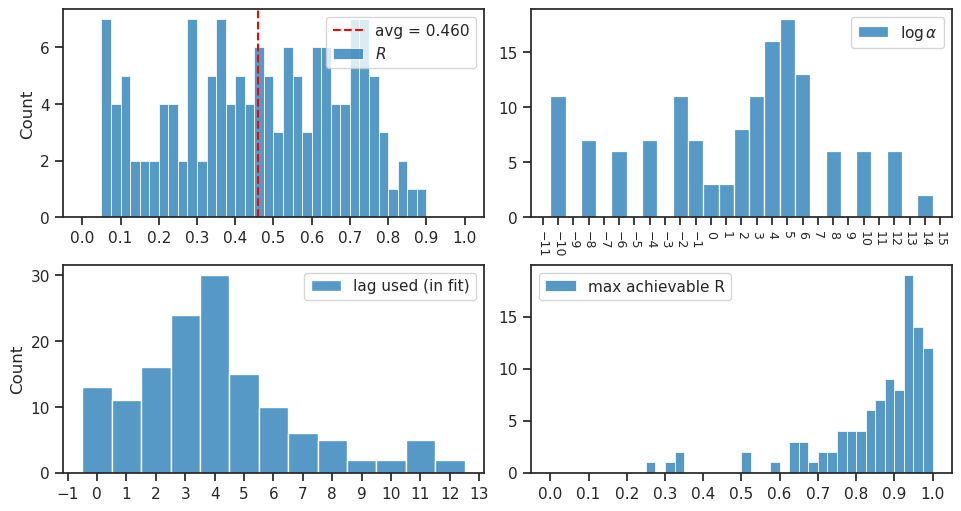 avg = 0.460
R
Count
0 2 4 6
0.0 0.1 0.2 0.3 0.4 0.5 0.6 0.7 0.8 0.9 1.0
log α
0 5 10 15
−11 −10 −9 −8 −7 −6 −5 −4 −3 −2 −1 0 1 2 3 4 5 6 7 8 9 10 11 12 13 14 15
lag used (in fit)
Count
0 10 20 30
−1 0 1 2 3 4 5 6 7 8 9 10 11 12 13
max achievable R
0 5 10 15
0.0 0.1 0.2 0.3 0.4 0.5 0.6 0.7 0.8 0.9 1.0